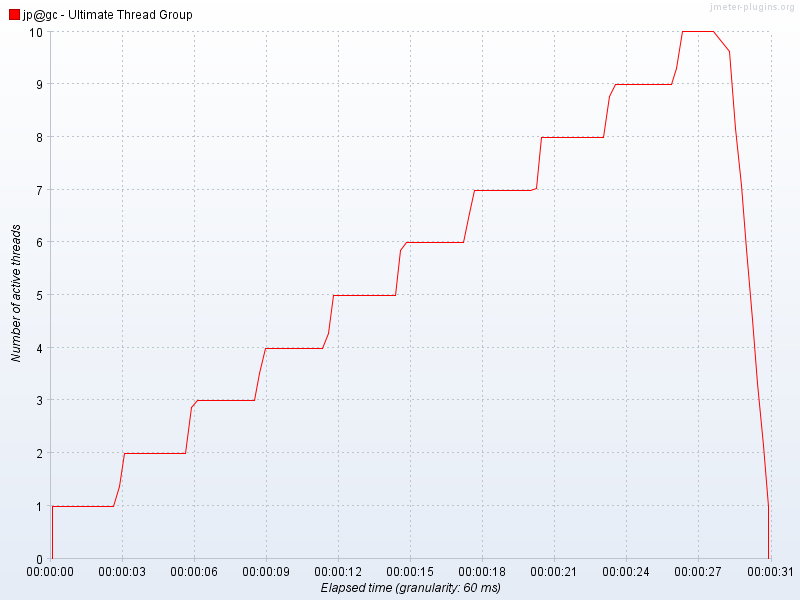 jmeter-plugins.org
jp@gc - Ultimate Thread Group
10
9
8
7
6
5
4
3
2
1
0
Number of active threads
00:00:00 00:00:03 00:00:06 00:00:09 00:00:12 00:00:15 00:00:18 00:00:21 00:00:24 00:00:27 00:00:31
Elapsed time (granularity: 60 ms)